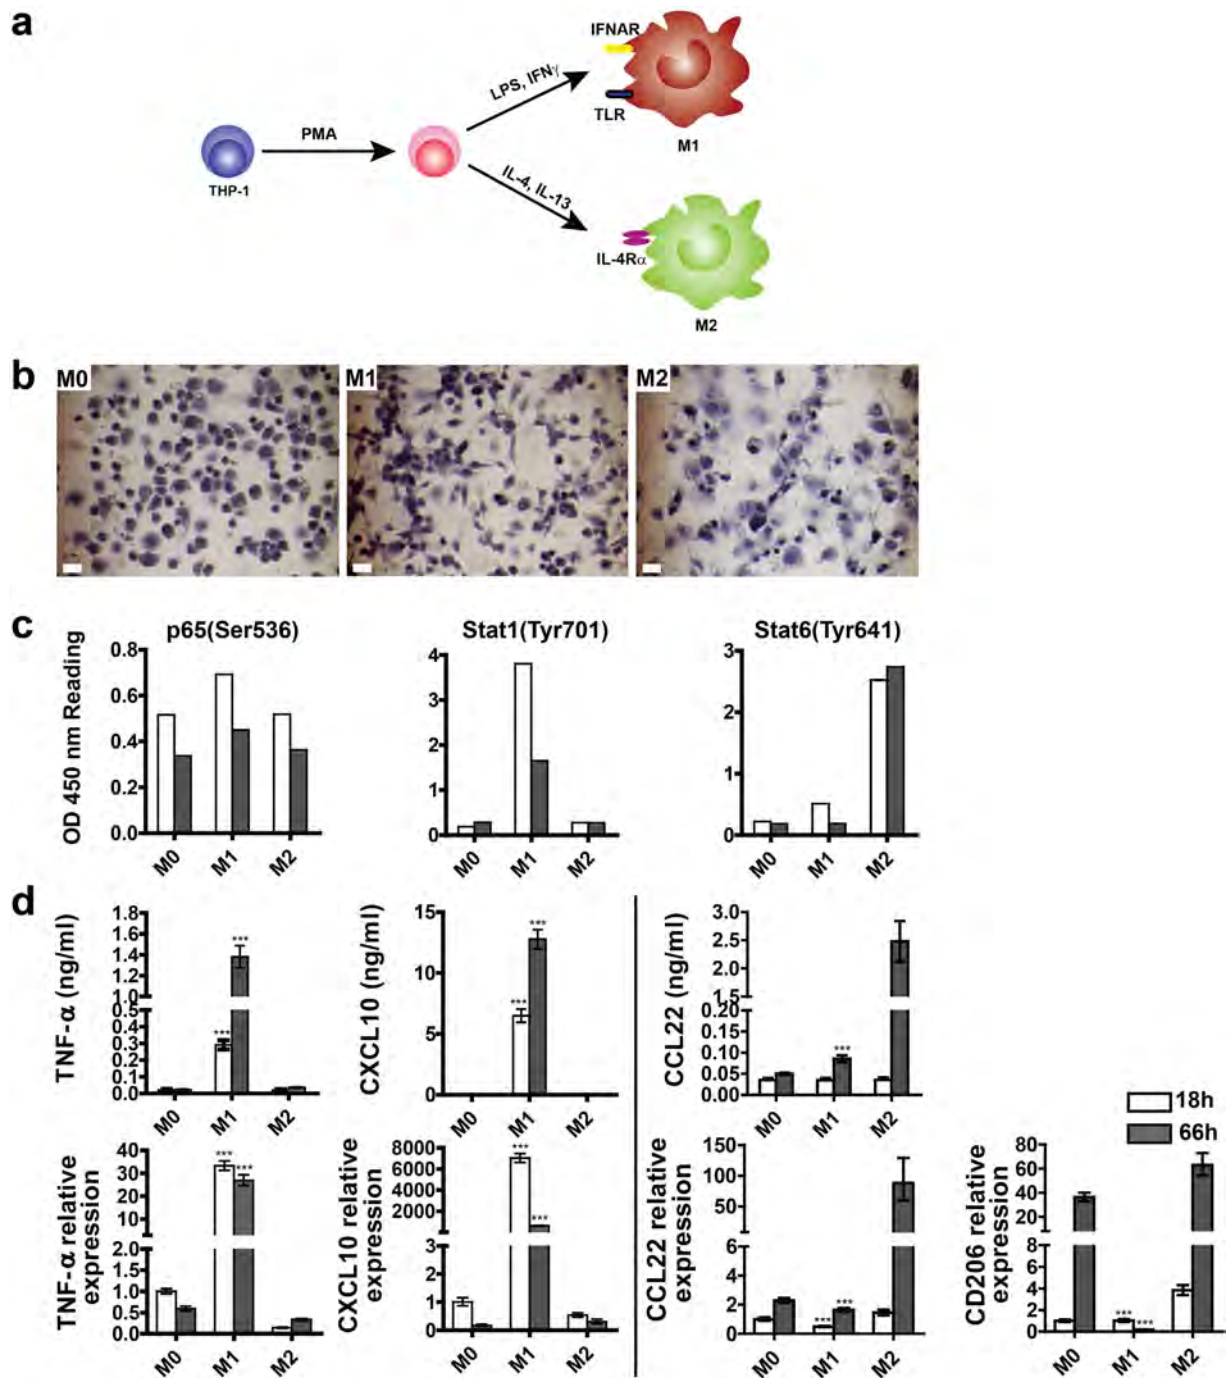 a
IFNAR
LPS, IFNγ
TLR
PMA
M1
THP-1
IL-4, IL-13
IL-4Rα
M2
b
M0
M1
M2
c
p65(Ser536)
Stat1(Tyr701)
Stat6(Tyr641)
OD 450 nm Reading
0.8
0.6
0.4
0.2
0.0
M0
M1
M2
4
3
2
1
0
M0
M1
M2
3
2
1
0
M0
M1
M2
d
TNF-α (ng/ml)
1.8
1.6
1.4
1.2
1.0
0.5
0.4
0.3
0.2
0.1
0.0
***
***
M0
M1
M2
CXCL10 (ng/ml)
15
10
5
0
***
***
M0
M1
M2
CCL22 (ng/ml)
3.0
2.5
2.0
1.5
0.20
0.15
0.10
0.05
0.00
***
M0
M1
M2
18h
66h
TNF-α relative
expression
40
30
20
10
2.0
1.5
1.0
0.5
0.0
***
***
M0
M1
M2
CXCL10 relative
expression
8000
6000
4000
2000
3
2
1
0
***
***
M0
M1
M2
CCL22 relative
expression
150
100
50
6
4
2
0
***
***
M0
M1
M2
CD206 relative
expression
80
60
40
20
8
6
4
2
0
***
***
M0
M1
M2